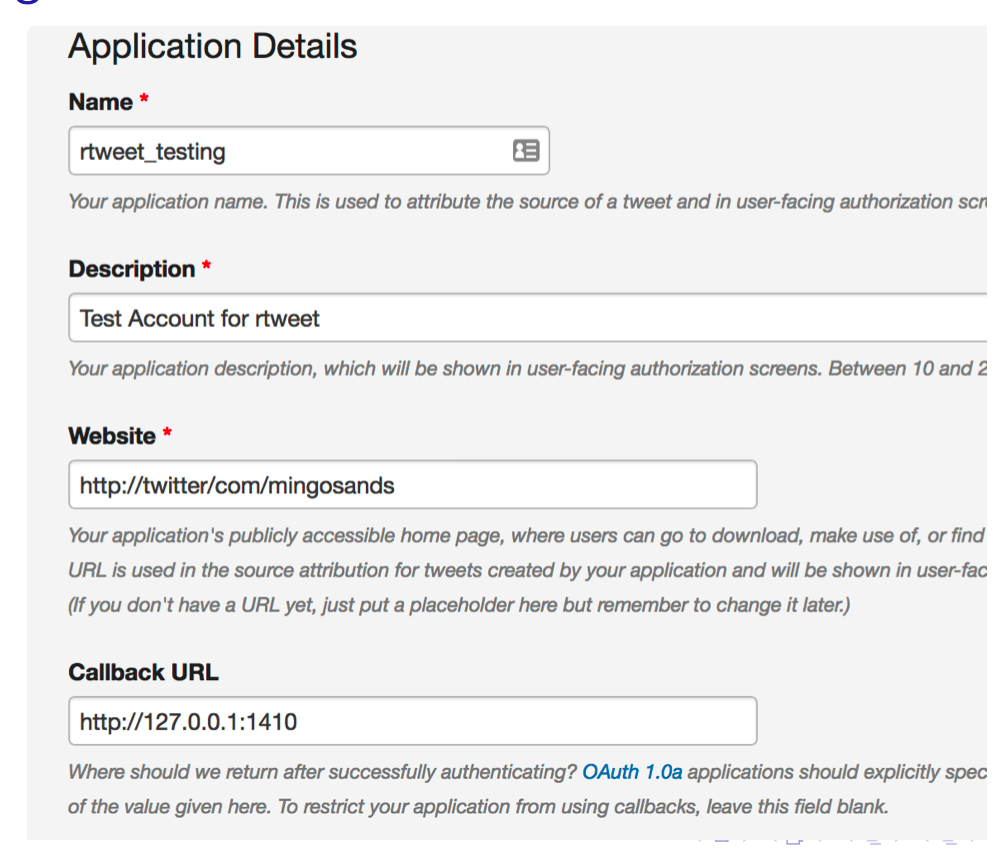 Application Details
Name *
rtweet_testing
Your application name. This is used to attribute the source of a tweet and in user-facing authorization
Description *
Test Account for rtweet
Your application description, which will be shown in user-facing authorization screens. Between 10 and
Website *
http://twitter/com/mingosands
Your application's publicly accessible home page, where users can go to download, make use of, or find
URL is used in the source attribution for tweets created by your application and will be shown in
(If you don't have a URL yet, just put a placeholder here but remember to change it later.)
Callback URL
http://127.0.0.1:1410
Where should we return after successfully authenticating? OAuth 1.0a applications should explicitly
of the value given here. To restrict your application from using callbacks, leave this field blank.